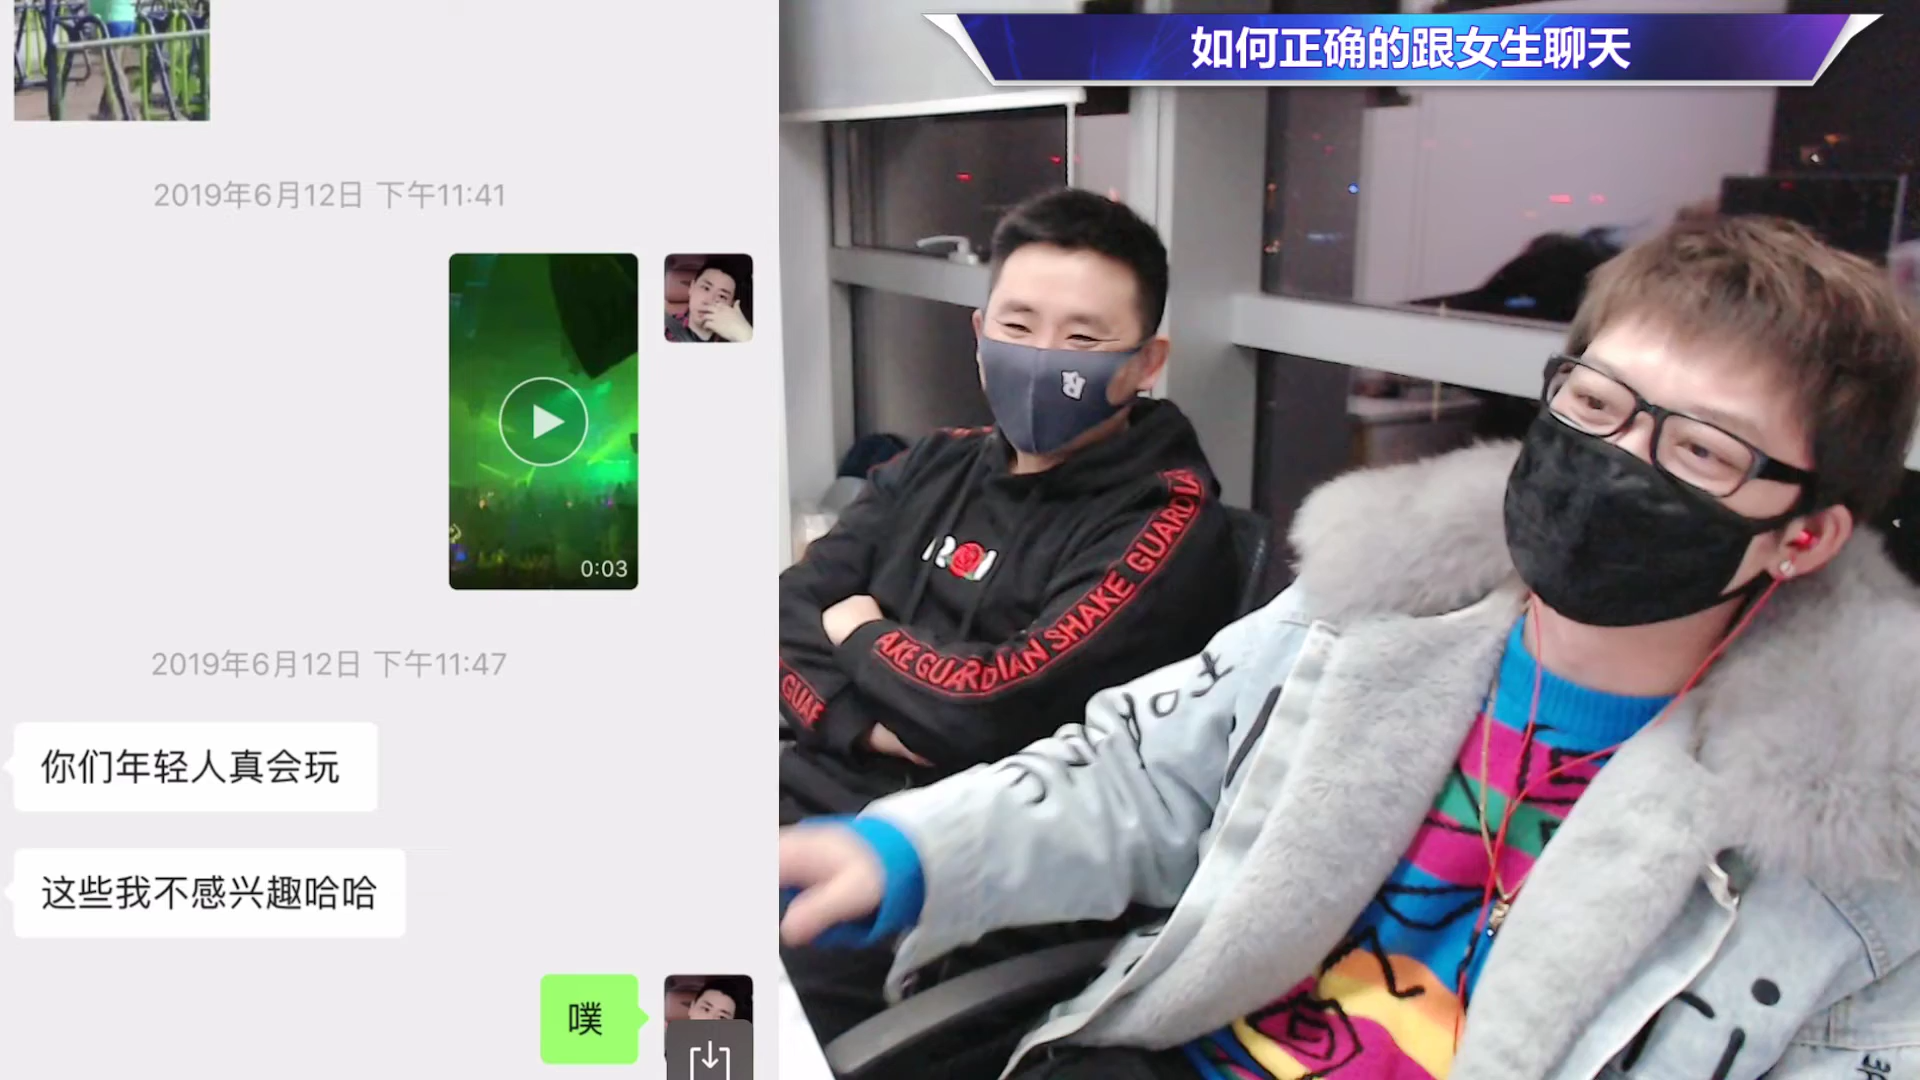 如何正确的跟女生聊天
2019年6月12日 下午11:41
0:03
2019年6月12日 下午11:47
你们年轻人真会玩
这些我不感兴趣哈哈
噗
R
AKE GUARDIAN SHAKE GUARDIA
GUAF